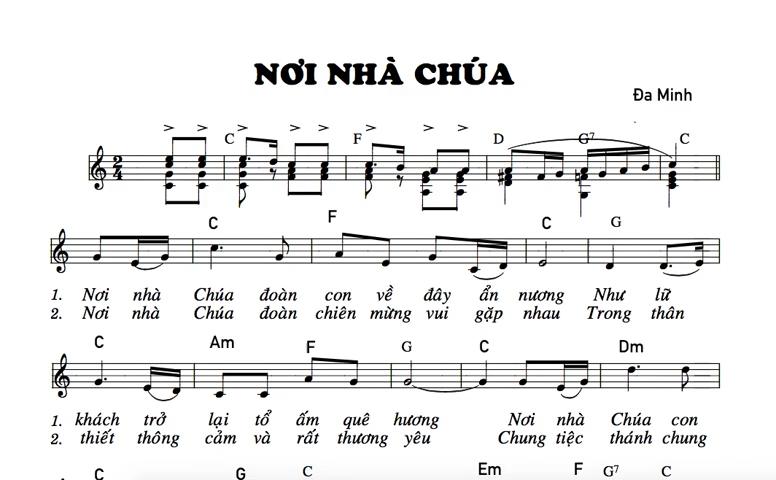 NƠI NHÀ CHÚA
Đa Minh
C F D G7 C
2
4
C F C G
1. Nơi nhà Chúa đoàn con về đây ẩn nương Như lữ
2. Nơi nhà Chúa đoàn chiên mừng vui gặp nhau Trong thân
C Am F G C Dm
1. khách trở lại tổ ấm quê hương Nơi nhà Chúa con
2. thiết thông cảm và rất thương yêu Chung tiệc thánh chung
C G C Em F G7 C